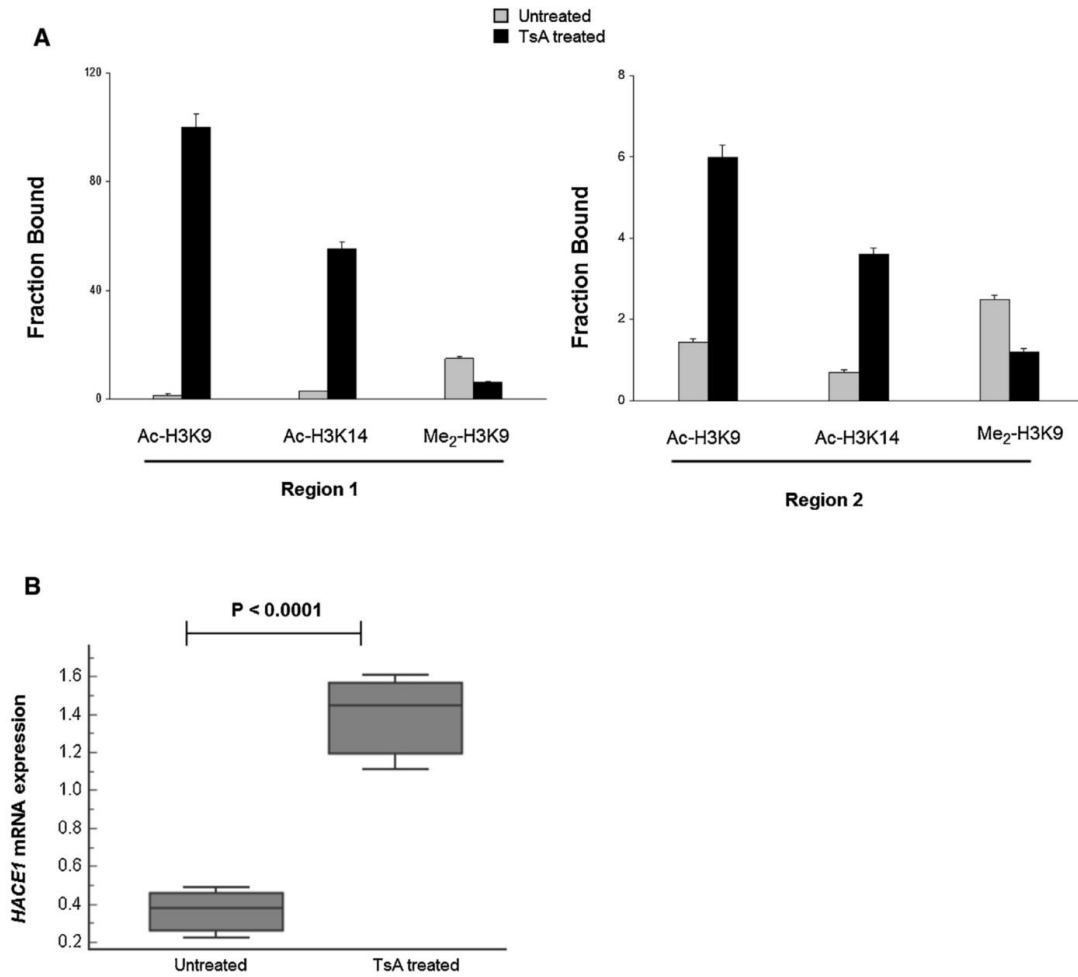 Untreated
TsA treated
A
Fraction Bound
120
80
40
0
Ac-H3K9 Ac-H3K14 Me₂-H3K9
Region 1
Fraction Bound
8
6
4
2
0
Ac-H3K9 Ac-H3K14 Me₂-H3K9
Region 2
B
P < 0.0001
HACE1 mRNA expression
1.6
1.4
1.2
1.0
0.8
0.6
0.4
0.2
Untreated TsA treated